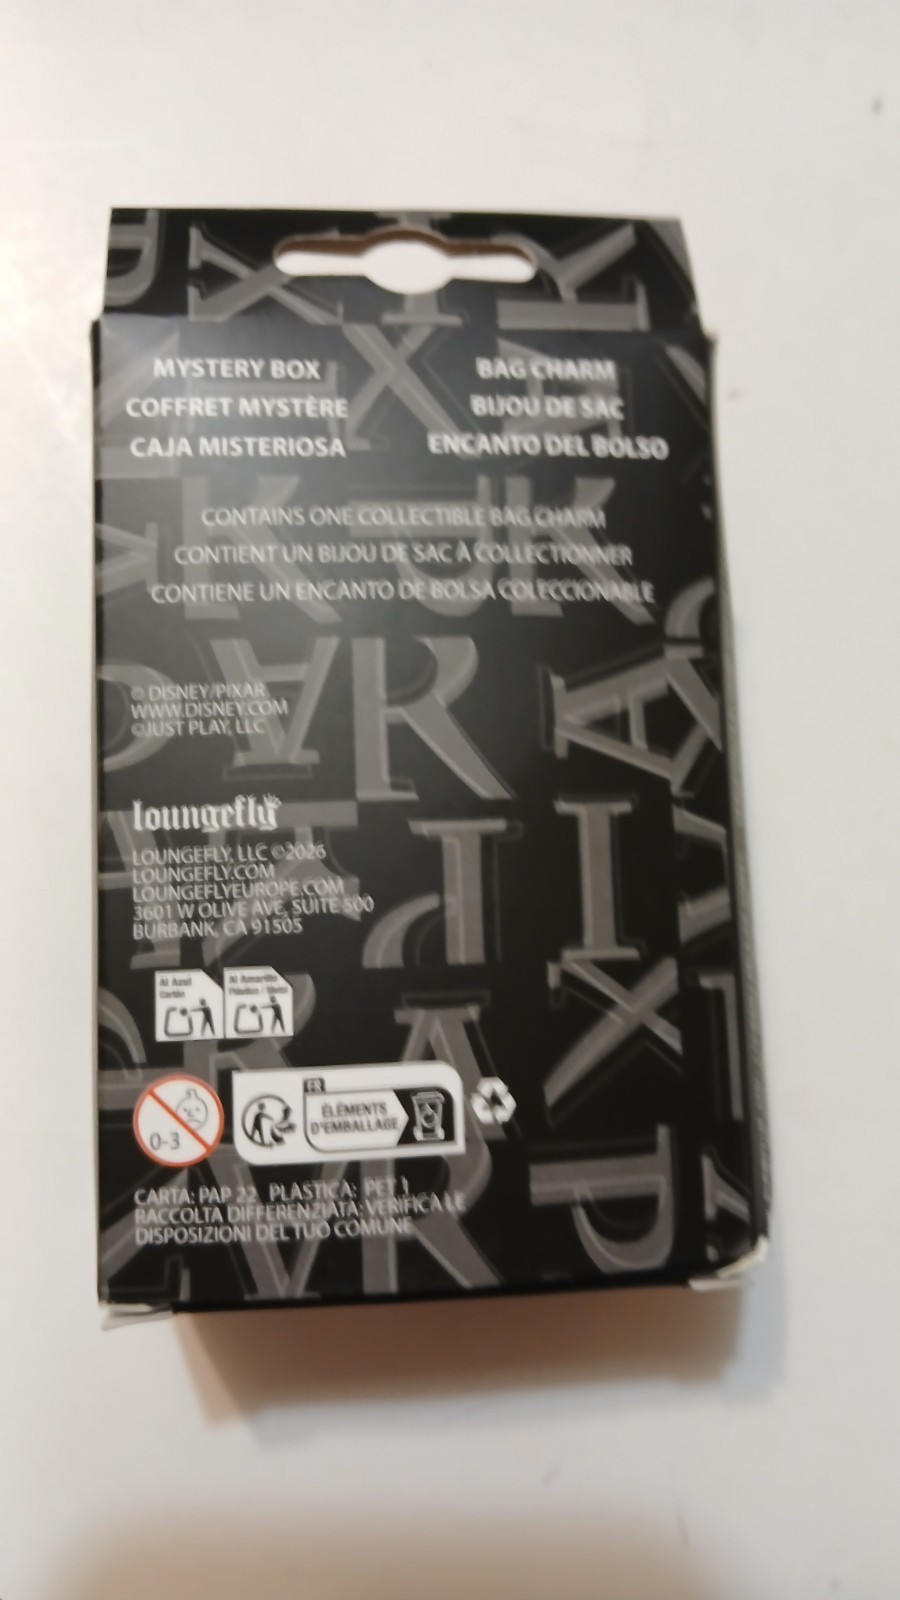 MYSTERY BOX
COFFRET MYSTÈRE
CAJA MISTERIOSA
BAG CHARM
BIJOU DE SAC
ENCANTO DEL BOLSO
CONTAINS ONE COLLECTIBLE BAG CHARM
CONTIENT UN BIJOU DE SAC À COLLECTIONNER
CONTIENE UN ENCANTO DE BOLSA COLECCIONABLE
© DISNEY/PIXAR
WWW.DISNEY.COM
©JUST PLAY, LLC
loungefly
LOUNGEFLY, LLC ©2026
LOUNGEFLY.COM
LOUNGEFLYEUROPE.COM
3601 W OLIVE AVE, SUITE 500
BURBANK, CA 91505
Al Azul
Cartón
Al Amarillo
Plástico /
0-3
FR
ÉLÉMENTS
D'EMBALLAGE
CARTA: PAP 22 PLASTICA: PET 1
RACCOLTA DIFFERENZIATA: VERIFICA LE
DISPOSIZIONI DEL TUO COMUNE.